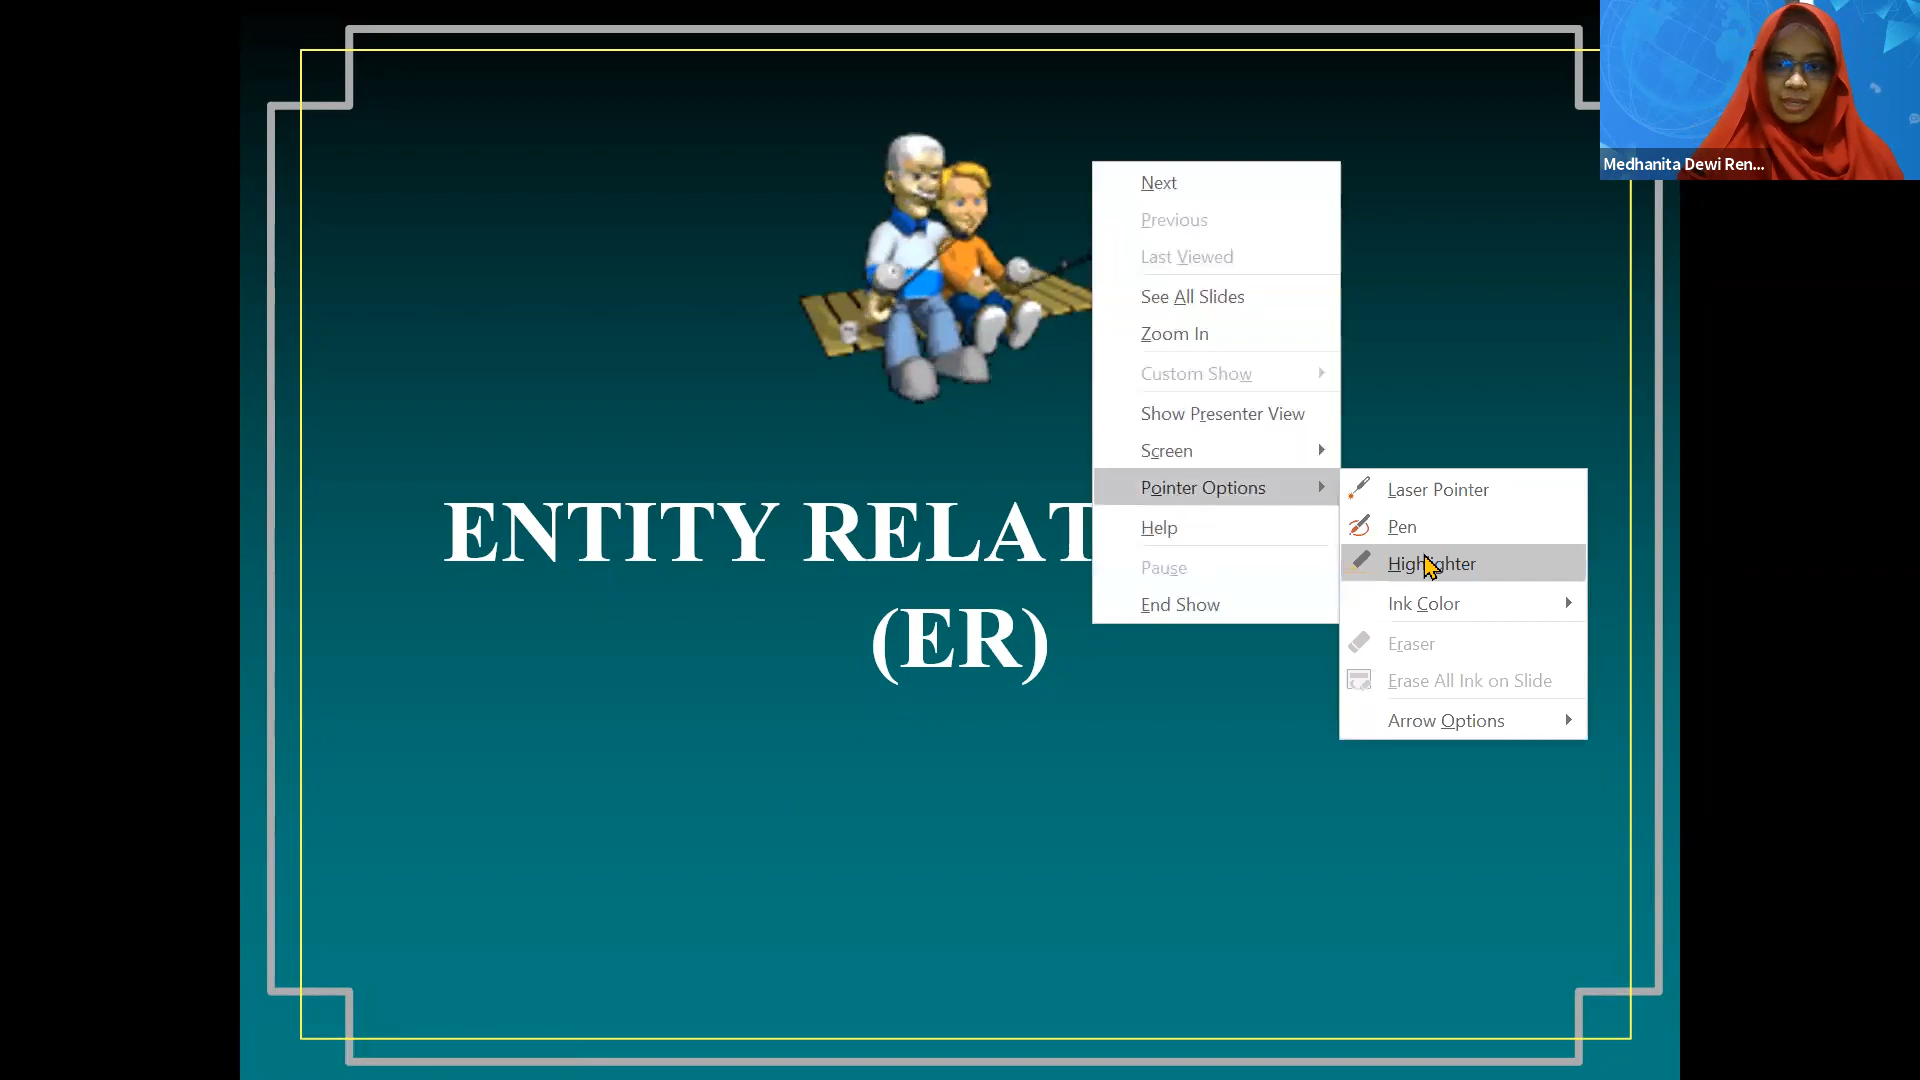 Medhanita Dewi Ren...
Next
Previous
Last Viewed
See All Slides
Zoom In
Custom Show
Show Presenter View
Screen
Pointer Options
Help
Pause
End Show
Laser Pointer
Pen
Highlighter
Ink Color
Eraser
Erase All Ink on Slide
Arrow Options
ENTITY RELAT
(ER)